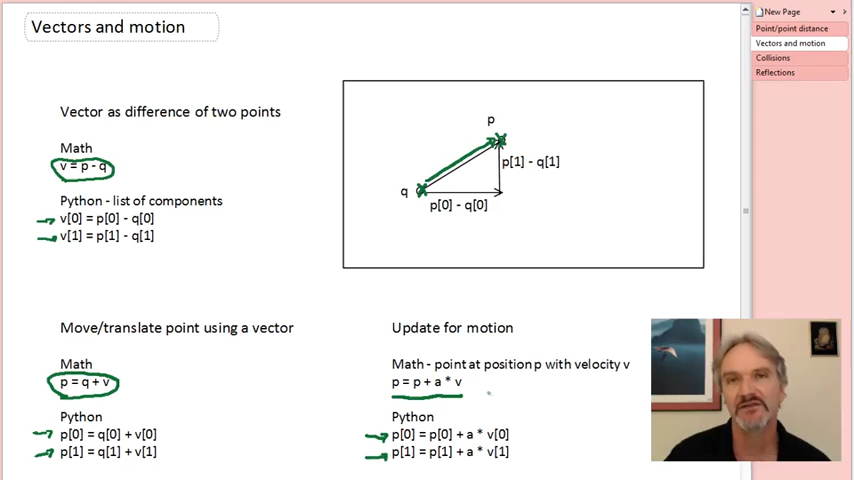 Vectors and motion
Vector as difference of two points
Math
v = p - q
Python - list of components
v[0] = p[0] - q[0]
v[1] = p[1] - q[1]
p
q
p[1] - q[1]
p[0] - q[0]
Move/translate point using a vector
Math
p = q + v
Python
p[0] = q[0] + v[0]
p[1] = q[1] + v[1]
Update for motion
Math - point at position p with velocity v
p = p + a * v
Python
p[0] = p[0] + a * v[0]
p[1] = p[1] + a * v[1]
New Page
Point/point distance
Vectors and motion
Collisions
Reflections